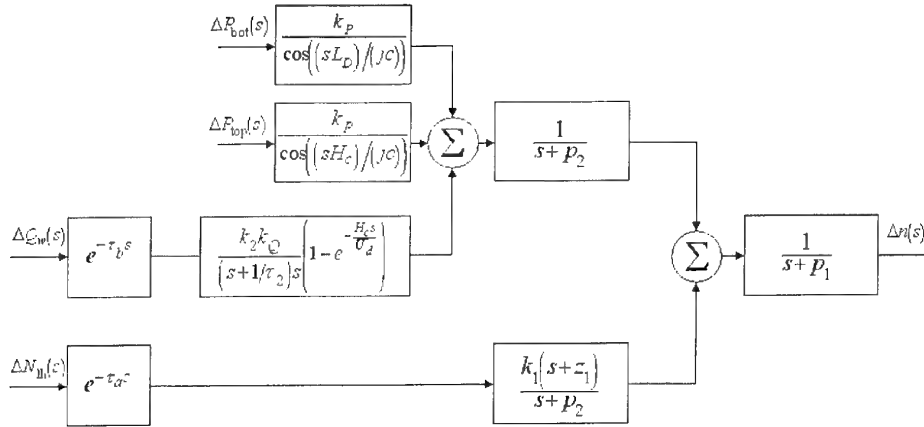 ΔP_bot(s)
k_P / cos((sL_D)/(jc))
ΔP_top(s)
k_P / cos((sH_C)/(jc))
Σ
1 / (s + p_2)
ΔQ_w(s)
e^{-τ_b s}
k_2 k_Q / ((s + 1/τ_2)s) (1 - e^{-H_C s / U_d})
Σ
1 / (s + p_1)
Δn(s)
e^{-τ_a s}
k_1(s + z_1) / (s + p_2)